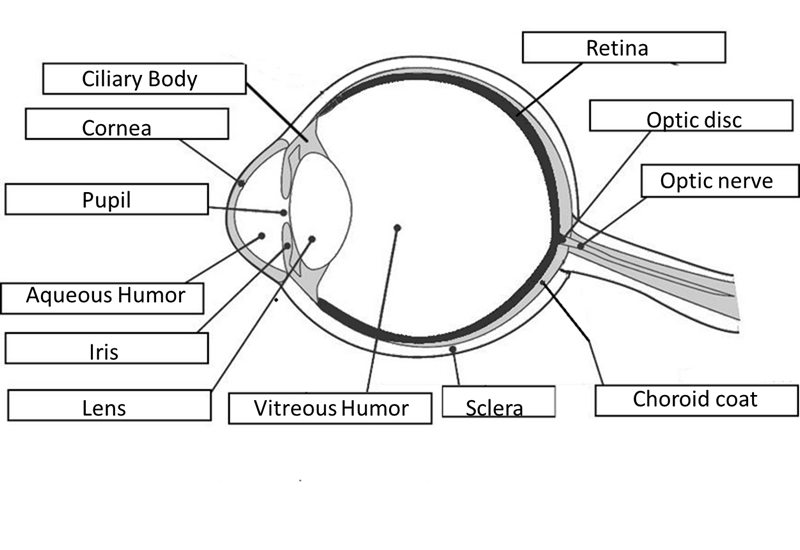 Retina
Ciliary Body
Optic disc
Cornea
Optic nerve
Pupil
Aqueous Humor
Iris
Lens
Vitreous Humor
Sclera
Choroid coat